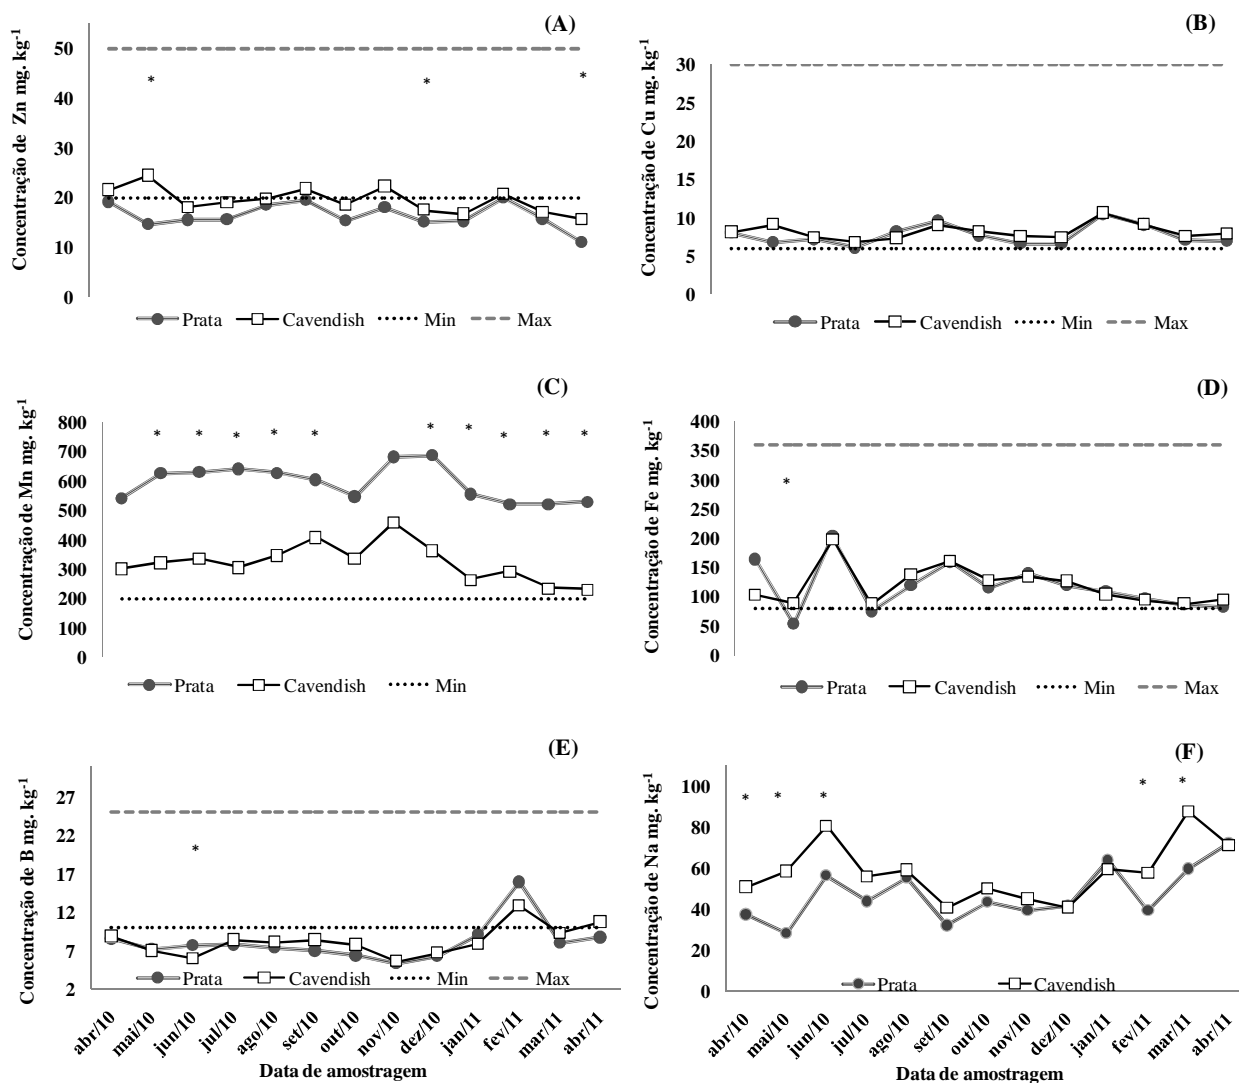 (A)
Concentração de Zn mg. kg-1
50
40
30
20
10
0
* * *
Prata Cavendish Min Max
(B)
Concentração de Cu mg. kg-1
30
25
20
15
10
5
0
Prata Cavendish Min Max
(C)
Concentração de Mn mg. kg-1
800
700
600
500
400
300
200
100
0
* * * * * * * * * *
Prata Cavendish Min
(D)
Concentração de Fe mg. kg-1
400
350
300
250
200
150
100
50
0
*
Prata Cavendish Min Max
(E)
Concentração de B mg. kg-1
27
22
17
12
7
2
*
Prata Cavendish Min Max
abr/10 mai/10 jun/10 jul/10 ago/10 set/10 out/10 nov/10 dez/10 jan/11 fev/11 mar/11 abr/11
Data de amostragem
(F)
Concentração de Na mg. kg-1
100
80
60
40
20
0
* * * * *
Prata Cavendish
abr/10 mai/10 jun/10 jul/10 ago/10 set/10 out/10 nov/10 dez/10 jan/11 fev/11 mar/11 abr/11
Data de amostragem